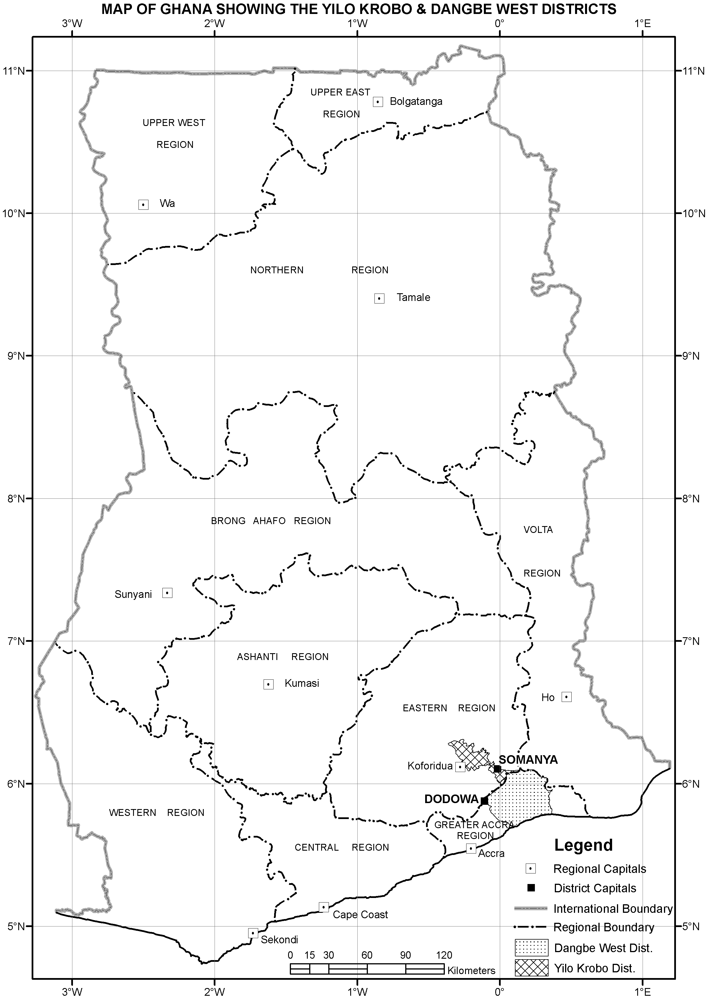 MAP OF GHANA SHOWING THE YILO KROBO & DANGBE WEST DISTRICTS
3°W 2°W 1°W 0° 1°E
11°N 11°N
UPPER EAST
Bolgatanga
REGION
UPPER WEST
REGION
Wa
10°N 10°N
NORTHERN REGION
Tamale
9°N 9°N
8°N 8°N
BRONG AHAFO REGION
VOLTA
REGION
Sunyani
7°N 7°N
ASHANTI REGION
Kumasi
Ho
EASTERN REGION
SOMANYA
Koforidua
6°N 6°N
DODOWA
WESTERN REGION
GREATER ACCRA
REGION
CENTRAL REGION
Accra
Legend
Regional Capitals
District Capitals
International Boundary
Cape Coast
5°N 5°N
Regional Boundary
Sekondi
Dangbe West Dist.
0 15 30 60 90 120
Kilometers
Yilo Krobo Dist.
3°W 2°W 1°W 0° 1°E